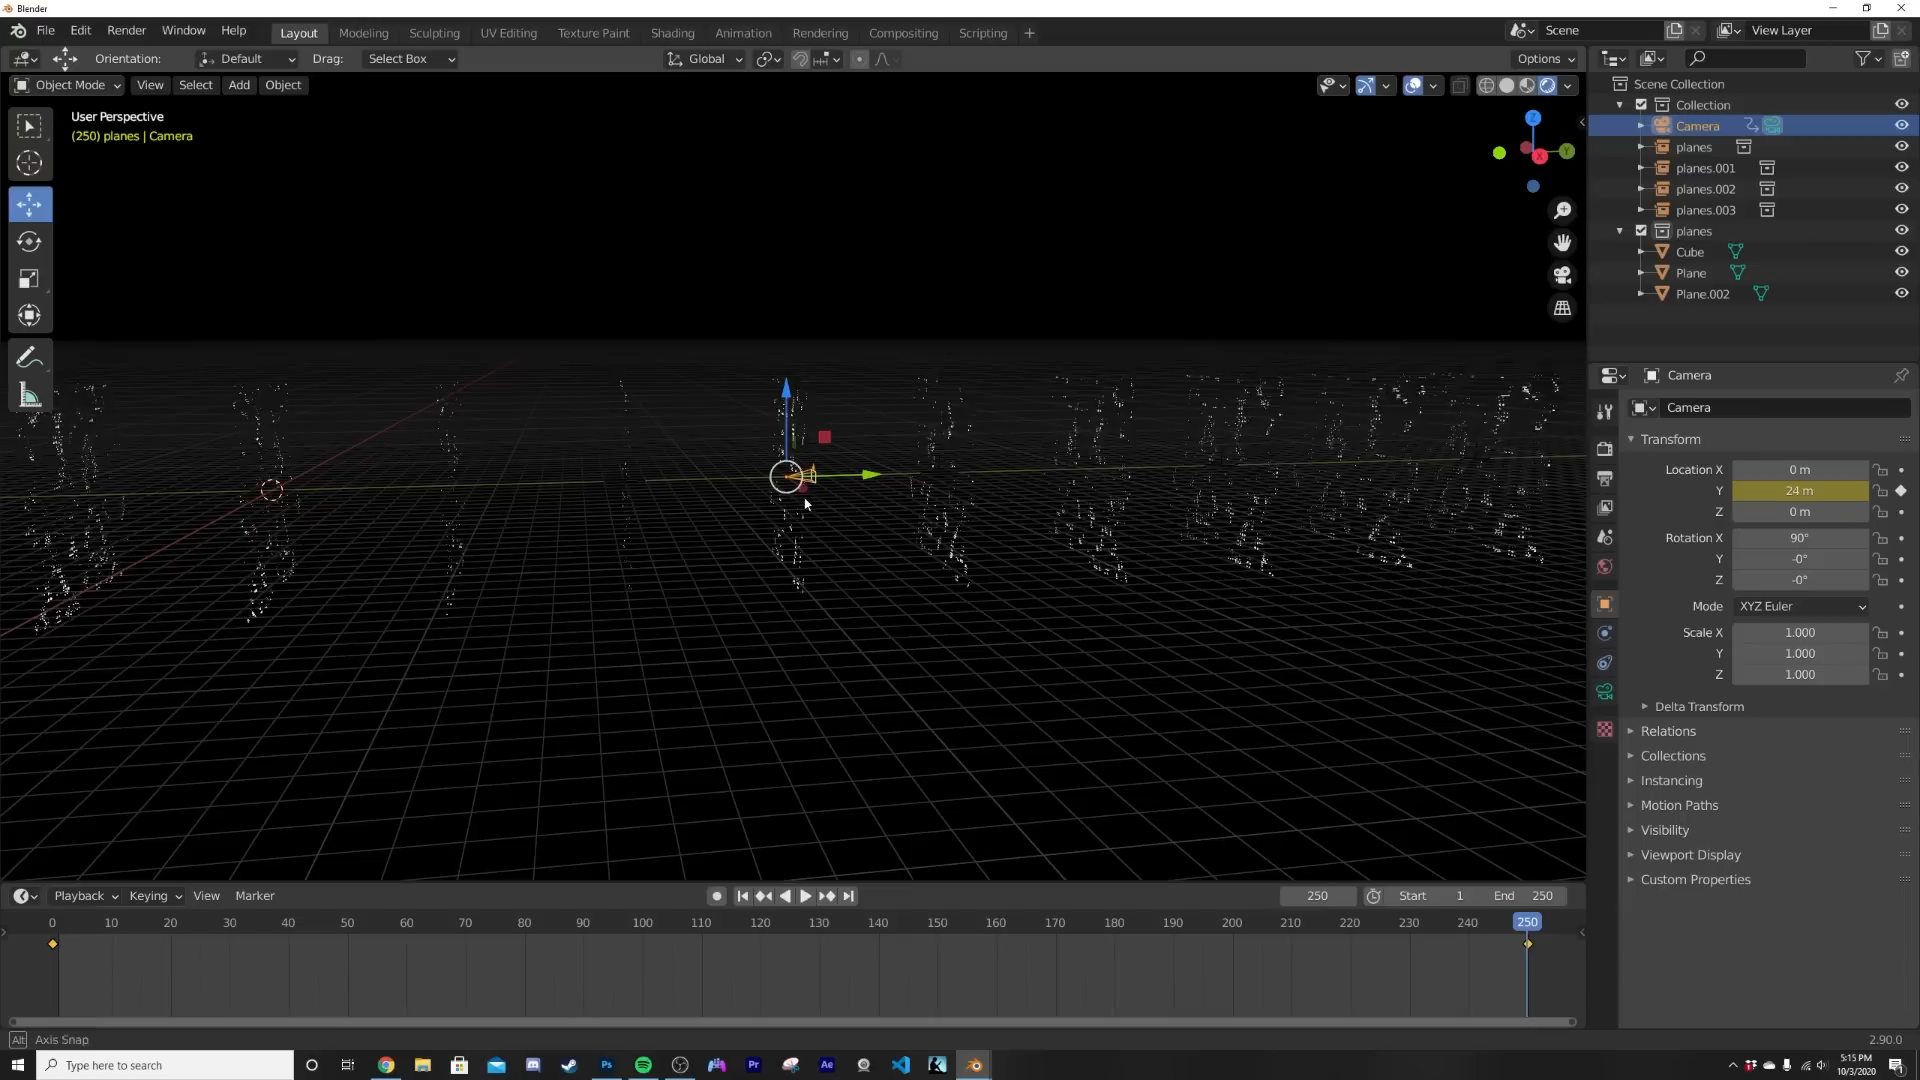 Blender
File Edit Render Window Help
Layout Modeling Sculpting UV Editing Texture Paint Shading Animation Rendering Compositing Scripting +
Scene
View Layer
Orientation: Default Drag: Select Box
Global
Options
Object Mode View Select Add Object
User Perspective
(250) planes | Camera
Z
Y
X
Scene Collection
Collection
Camera
planes
planes.001
planes.002
planes.003
planes
Cube
Plane
Plane.002
Camera
Camera
Transform
Location X 0 m
Y 24 m
Z 0 m
Rotation X 90°
Y -0°
Z -0°
Mode XYZ Euler
Scale X 1.000
Y 1.000
Z 1.000
Delta Transform
Relations
Collections
Instancing
Motion Paths
Visibility
Viewport Display
Custom Properties
Playback Keying View Marker
250 Start 1 End 250
0 10 20 30 40 50 60 70 80 90 100 110 120 130 140 150 160 170 180 190 200 210 220 230 240 250
Alt Axis Snap
2.90.0
Type here to search
Ps
Pr
Ae
5:15 PM
10/3/2020